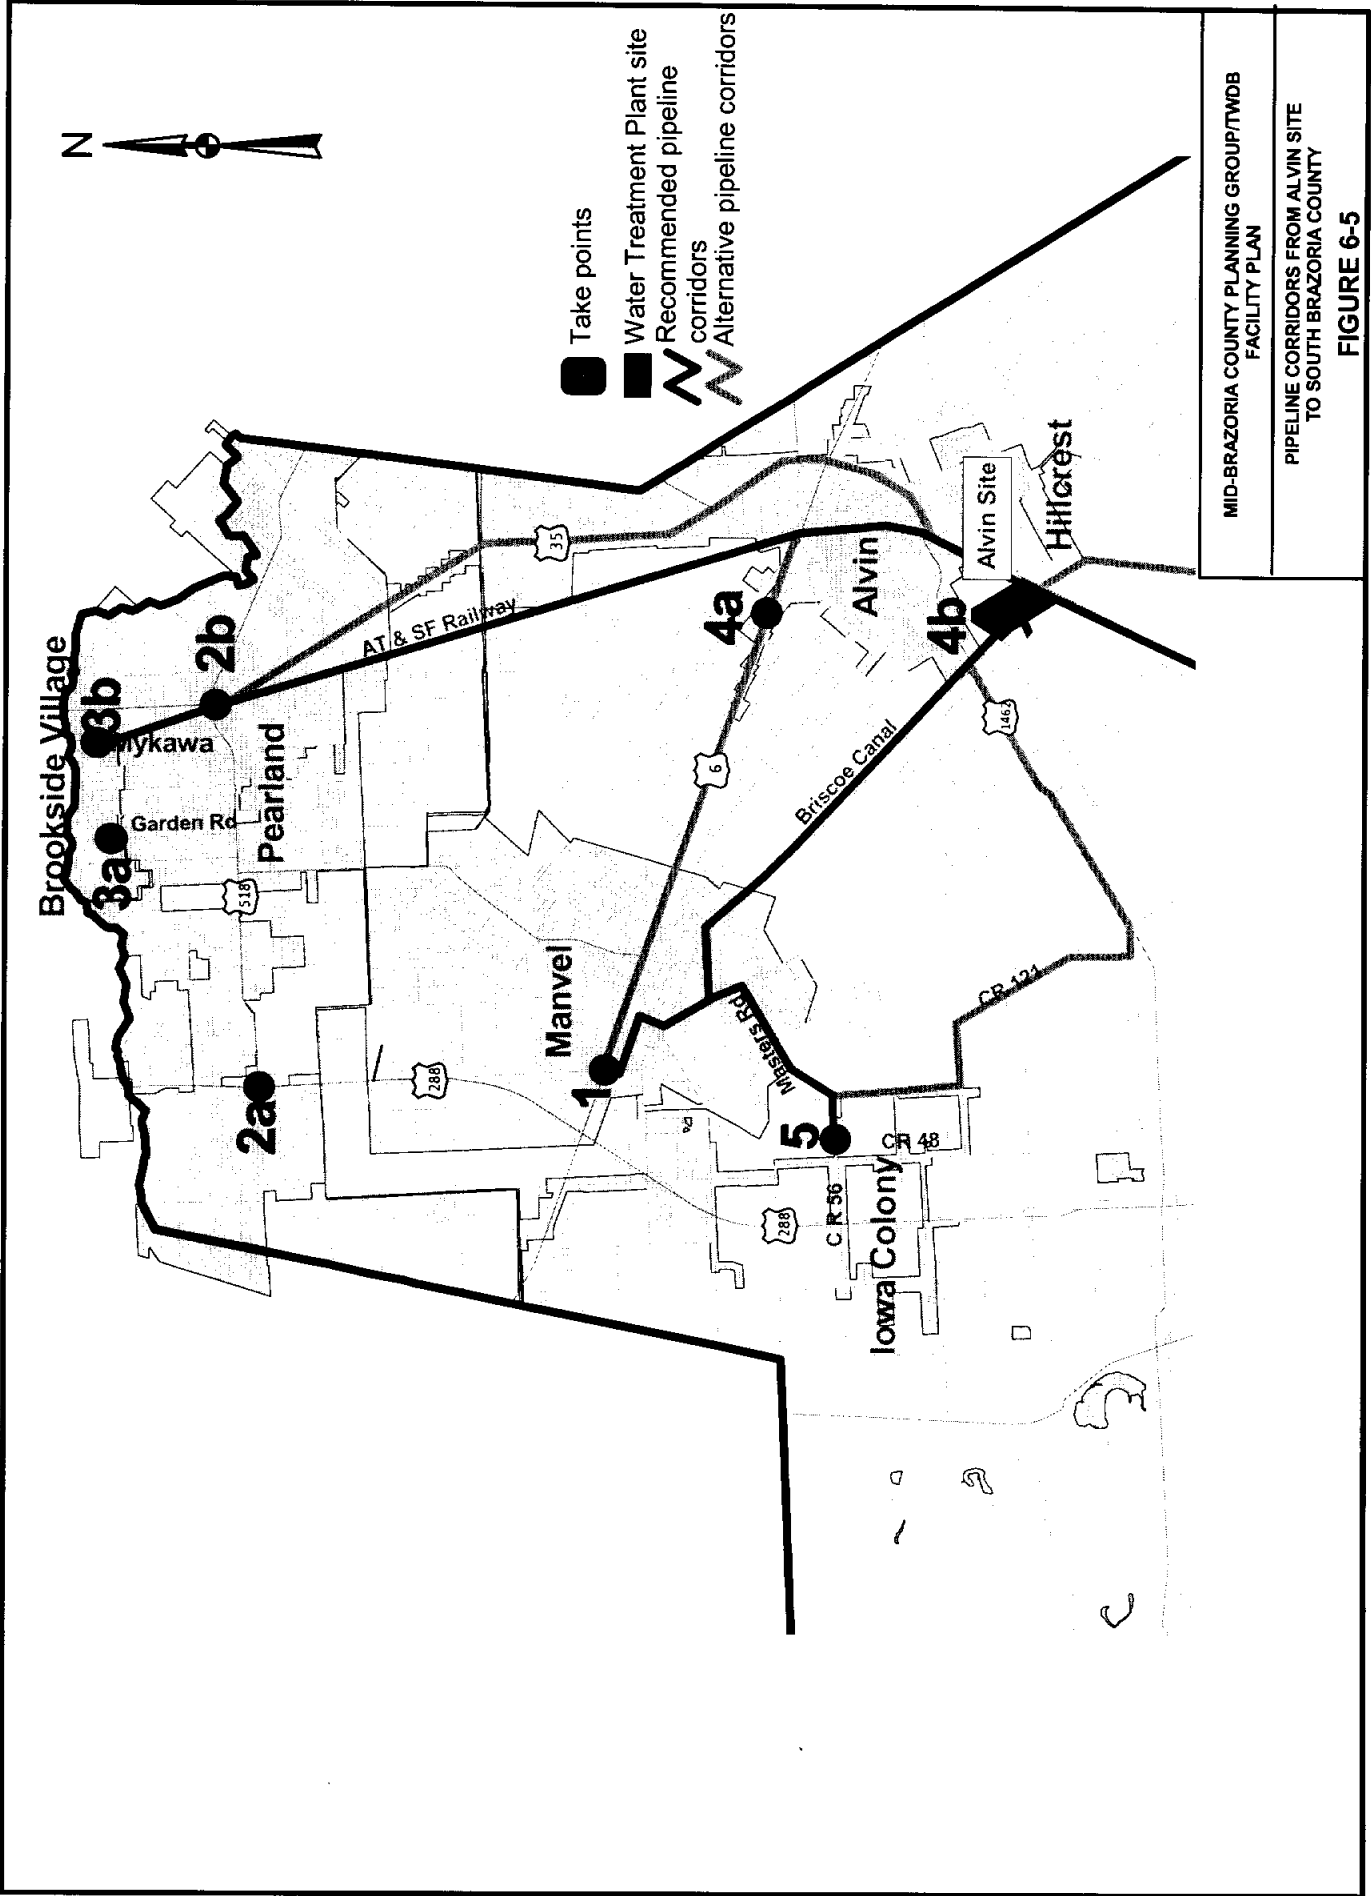 N
Brookside Village
3b
Mykawa
2b
3a
Garden Rd
Pearland
518
2a
288
35
AT & SF Railway
Manvel
1
6
4a
Alvin
Briscoe Canal
4b
Alvin Site
Hillcrest
1462
Masters Rd
5
CR 121
CR 48
C R 56
288
Iowa Colony
Take points
Water Treatment Plant site
Recommended pipeline
corridors
Alternative pipeline corridors
MID-BRAZORIA COUNTY PLANNING GROUP/TWDB
FACILITY PLAN
PIPELINE CORRIDORS FROM ALVIN SITE
TO SOUTH BRAZORIA COUNTY
FIGURE 6-5